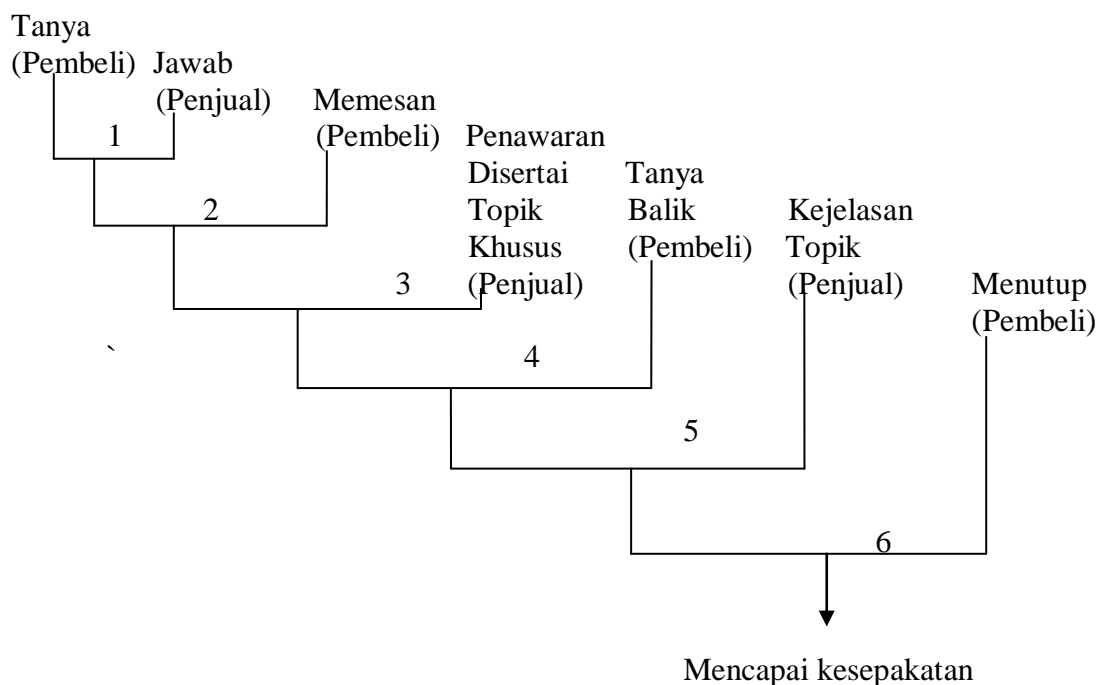 Tanya
(Pembeli)
Jawab
(Penjual)
1
Memesan
(Pembeli)
2
Penawaran
Disertai
Topik
Khusus
(Penjual)
3
Tanya
Balik
(Pembeli)
4
Kejelasan
Topik
(Penjual)
5
Menutup
(Pembeli)
6
`
Mencapai kesepakatan